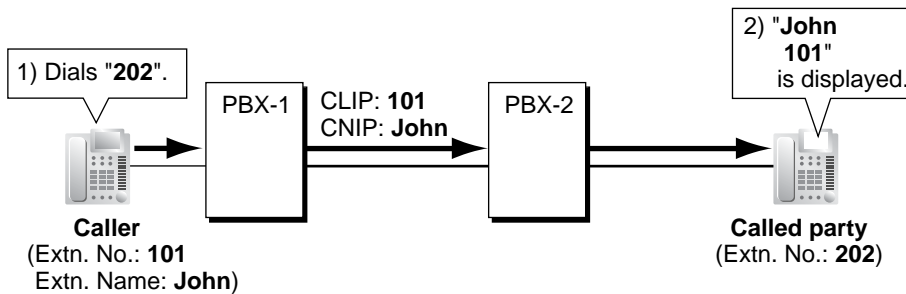 1) Dials "202".
PBX-1
CLIP: 101
CNIP: John
PBX-2
2) "John
101"
is displayed.
Caller
(Extn. No.: 101
Extn. Name: John)
Called party
(Extn. No.: 202)